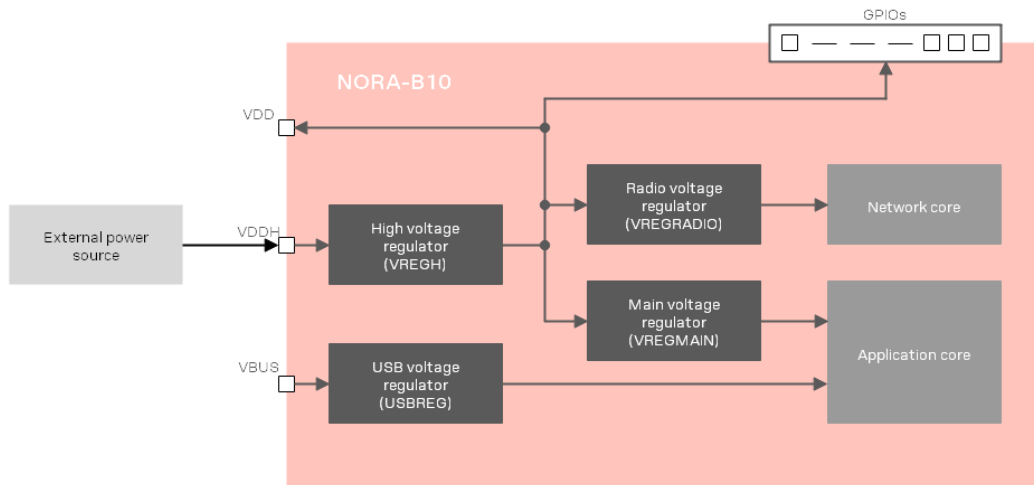 GPIOs
NORA-B10
VDD
Radio voltage
regulator
(VREGRADIO)
Network core
External power
source
VDDH
High voltage
regulator
(VREGH)
Main voltage
regulator
(VREGMAIN)
Application core
VBUS
USB voltage
regulator
(USBREG)